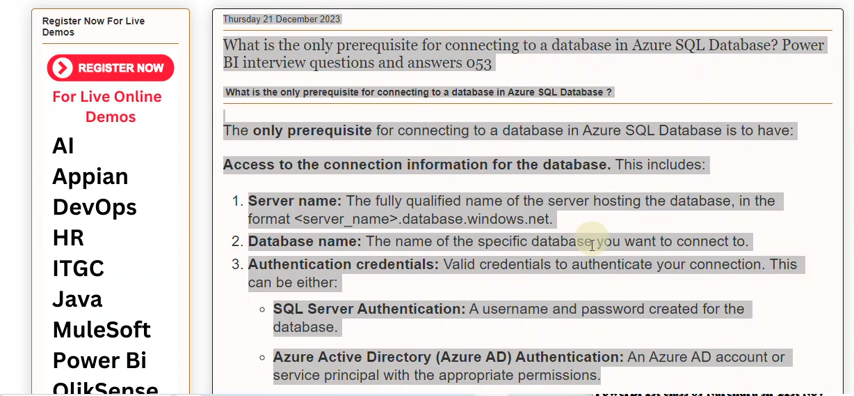 Register Now For Live
Demos
REGISTER NOW
For Live Online
Demos
AI
Appian
DevOps
HR
ITGC
Java
MuleSoft
Power Bi
QlikSense
Thursday 21 December 2023
What is the only prerequisite for connecting to a database in Azure SQL Database? Power
BI interview questions and answers 053
What is the only prerequisite for connecting to a database in Azure SQL Database ?
The only prerequisite for connecting to a database in Azure SQL Database is to have:
Access to the connection information for the database. This includes:
1. Server name: The fully qualified name of the server hosting the database, in the
format <server_name>.database.windows.net.
2. Database name: The name of the specific database you want to connect to.
3. Authentication credentials: Valid credentials to authenticate your connection. This
can be either:
SQL Server Authentication: A username and password created for the
database.
Azure Active Directory (Azure AD) Authentication: An Azure AD account or
service principal with the appropriate permissions.